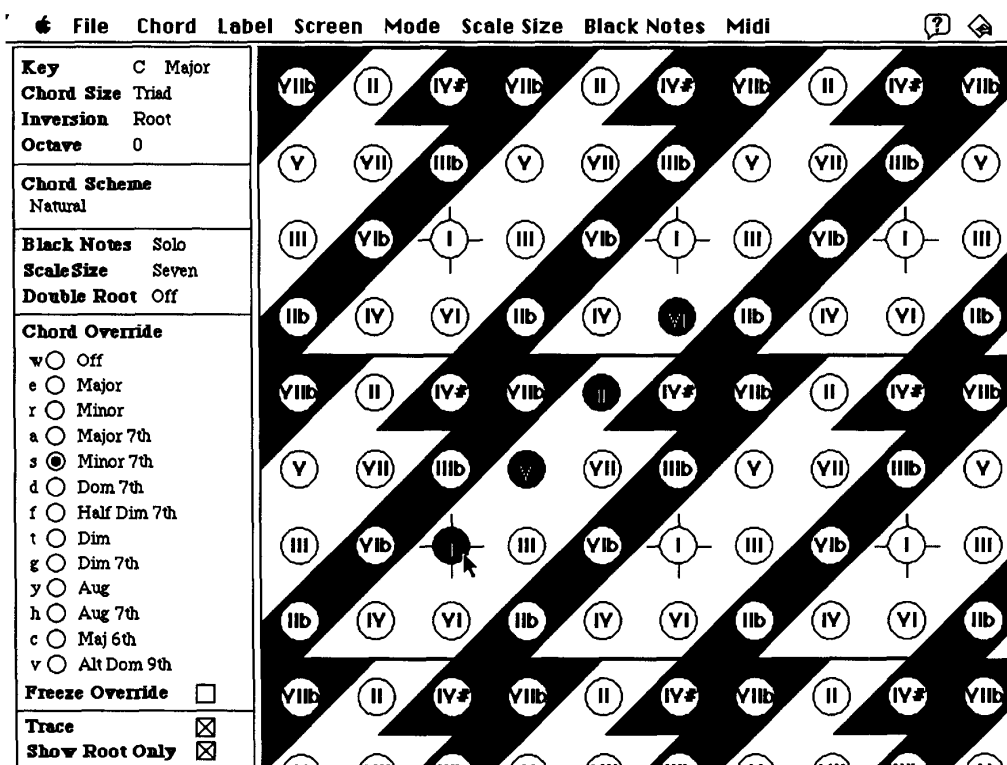 File Chord Label Screen Mode Scale Size Black Notes Midi ?
Key C Major
Chord Size Triad
Inversion Root
Octave 0
Chord Scheme
Natural
Black Notes Solo
Scale Size Seven
Double Root Off
Chord Override
w Off
e Major
r Minor
a Major 7th
s Minor 7th
d Dom 7th
f Half Dim 7th
t Dim
g Dim 7th
y Aug
h Aug 7th
c Maj 6th
v Alt Dom 9th
Freeze Override
Trace
Show Root Only
VIIb II IV# VIIb II IV# VIIb II IV# VIIb
V VII IIIb V VII IIIb V VII IIIb V
III VIb I III VIb I III VIb I III
IIb IV VI IIb IV VI IIb IV VI IIb
VIIb II IV# VIIb II IV# VIIb II IV# VIIb
V VII IIIb V VII IIIb V VII IIIb V
III VIb I III VIb I III VIb I III
IIb IV VI IIb IV VI IIb IV VI IIb
VIIb II IV# VIIb II IV# VIIb II IV# VIIb